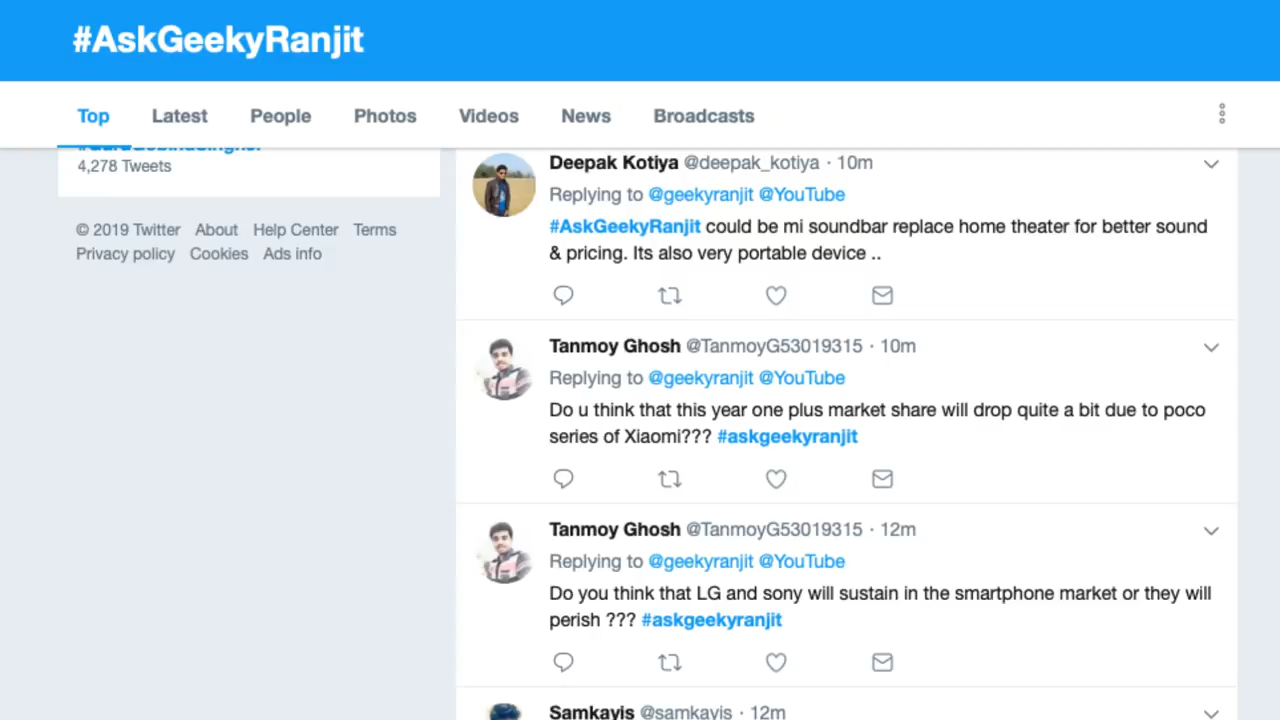 #AskGeekyRanjit
Top Latest People Photos Videos News Broadcasts
4,278 Tweets
© 2019 Twitter About Help Center Terms
Privacy policy Cookies Ads info
Deepak Kotiya @deepak_kotiya · 10m
Replying to @geekyranjit @YouTube
#AskGeekyRanjit could be mi soundbar replace home theater for better sound
& pricing. Its also very portable device ..
Tanmoy Ghosh @TanmoyG53019315 · 10m
Replying to @geekyranjit @YouTube
Do u think that this year one plus market share will drop quite a bit due to poco
series of Xiaomi??? #askgeekyranjit
Tanmoy Ghosh @TanmoyG53019315 · 12m
Replying to @geekyranjit @YouTube
Do you think that LG and sony will sustain in the smartphone market or they will
perish ??? #askgeekyranjit
Samkayis @samkayis · 12m